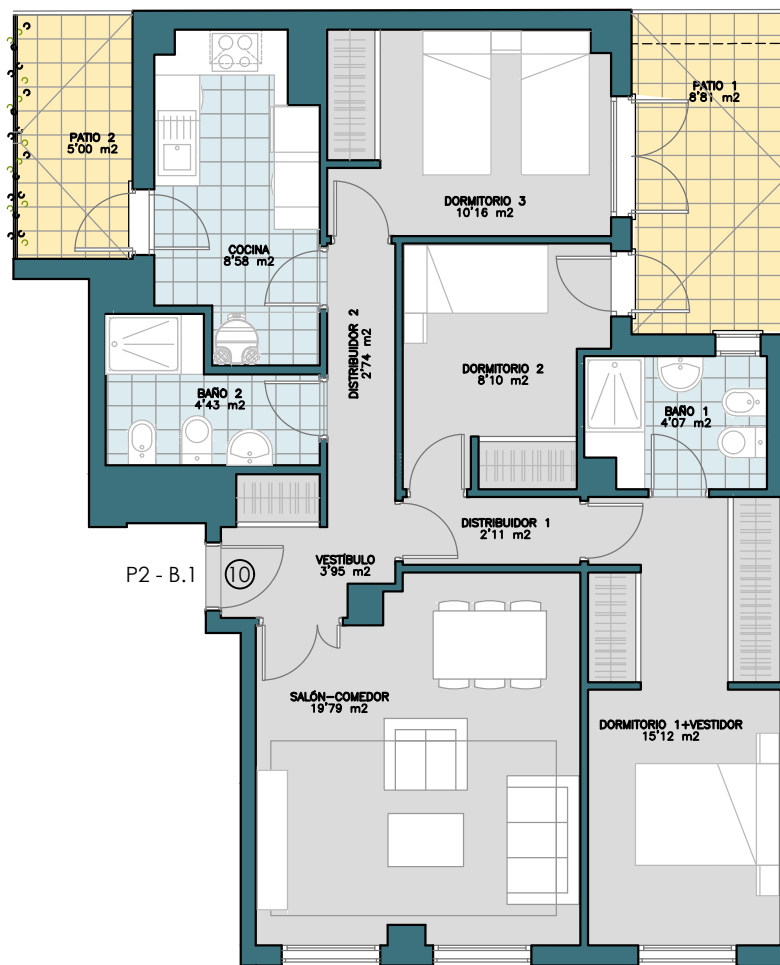 PATIO 2
5'00 m2
PATIO 1
8'81 m2
DORMITORIO 3
10'16 m2
COCINA
8'58 m2
DISTRIBUIDOR 2
2'74 m2
DORMITORIO 2
8'10 m2
BAÑO 2
4'43 m2
BAÑO 1
4'07 m2
DISTRIBUIDOR 1
2'11 m2
VESTÍBULO
3'95 m2
P2 - B.1 10
SALÓN-COMEDOR
19'79 m2
DORMITORIO 1+VESTIDOR
15'12 m2